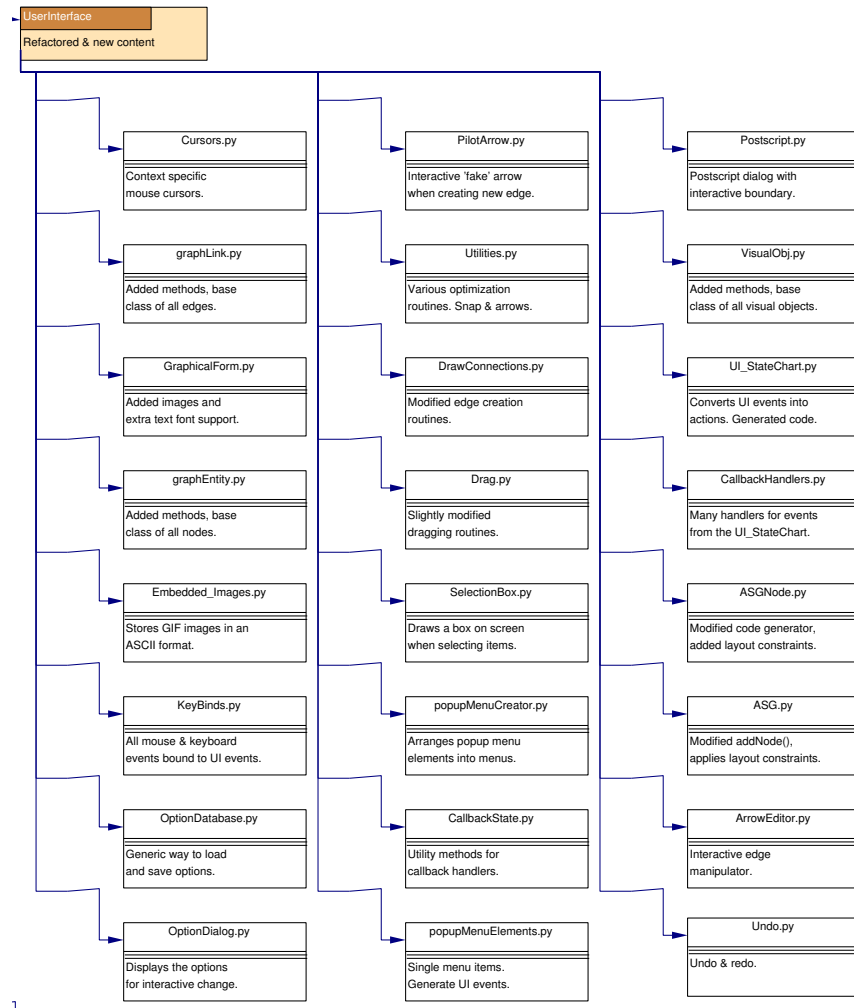 UserInterface
Refactored & new content
Cursors.py
Context specific
mouse cursors.
graphLink.py
Added methods, base
class of all edges.
GraphicalForm.py
Added images and
extra text font support.
graphEntity.py
Added methods, base
class of all nodes.
Embedded_Images.py
Stores GIF images in an
ASCII format.
KeyBinds.py
All mouse & keyboard
events bound to UI events.
OptionDatabase.py
Generic way to load
and save options.
OptionDialog.py
Displays the options
for interactive change.
PilotArrow.py
Interactive 'fake' arrow
when creating new edge.
Utilities.py
Various optimization
routines. Snap & arrows.
DrawConnections.py
Modified edge creation
routines.
Drag.py
Slightly modified
dragging routines.
SelectionBox.py
Draws a box on screen
when selecting items.
popupMenuCreator.py
Arranges popup menu
elements into menus.
CallbackState.py
Utility methods for
callback handlers.
popupMenuElements.py
Single menu items.
Generate UI events.
Postscript.py
Postscript dialog with
interactive boundary.
VisualObj.py
Added methods, base
class of all visual objects.
UI_StateChart.py
Converts UI events into
actions. Generated code.
CallbackHandlers.py
Many handlers for events
from the UI_StateChart.
ASGNode.py
Modified code generator,
added layout constraints.
ASG.py
Modified addNode(),
applies layout constraints.
ArrowEditor.py
Interactive edge
manipulator.
Undo.py
Undo & redo.